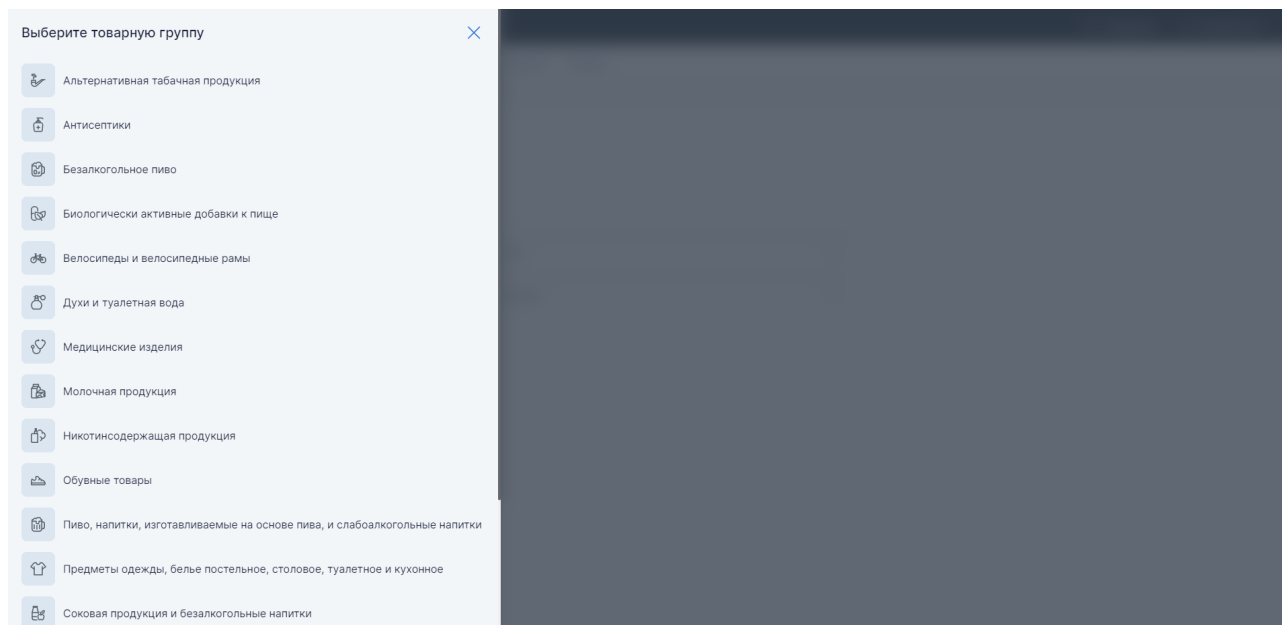 Выберите товарную группу
Альтернативная табачная продукция
Антисептики
Безалкогольное пиво
Биологически активные добавки к пище
Велосипеды и велосипедные рамы
Духи и туалетная вода
Медицинские изделия
Молочная продукция
Никотинсодержащая продукция
Обувные товары
Пиво, напитки, изготавливаемые на основе пива, и слабоалкогольные напитки
Предметы одежды, белье постельное, столовое, туалетное и кухонное
Соковая продукция и безалкогольные напитки